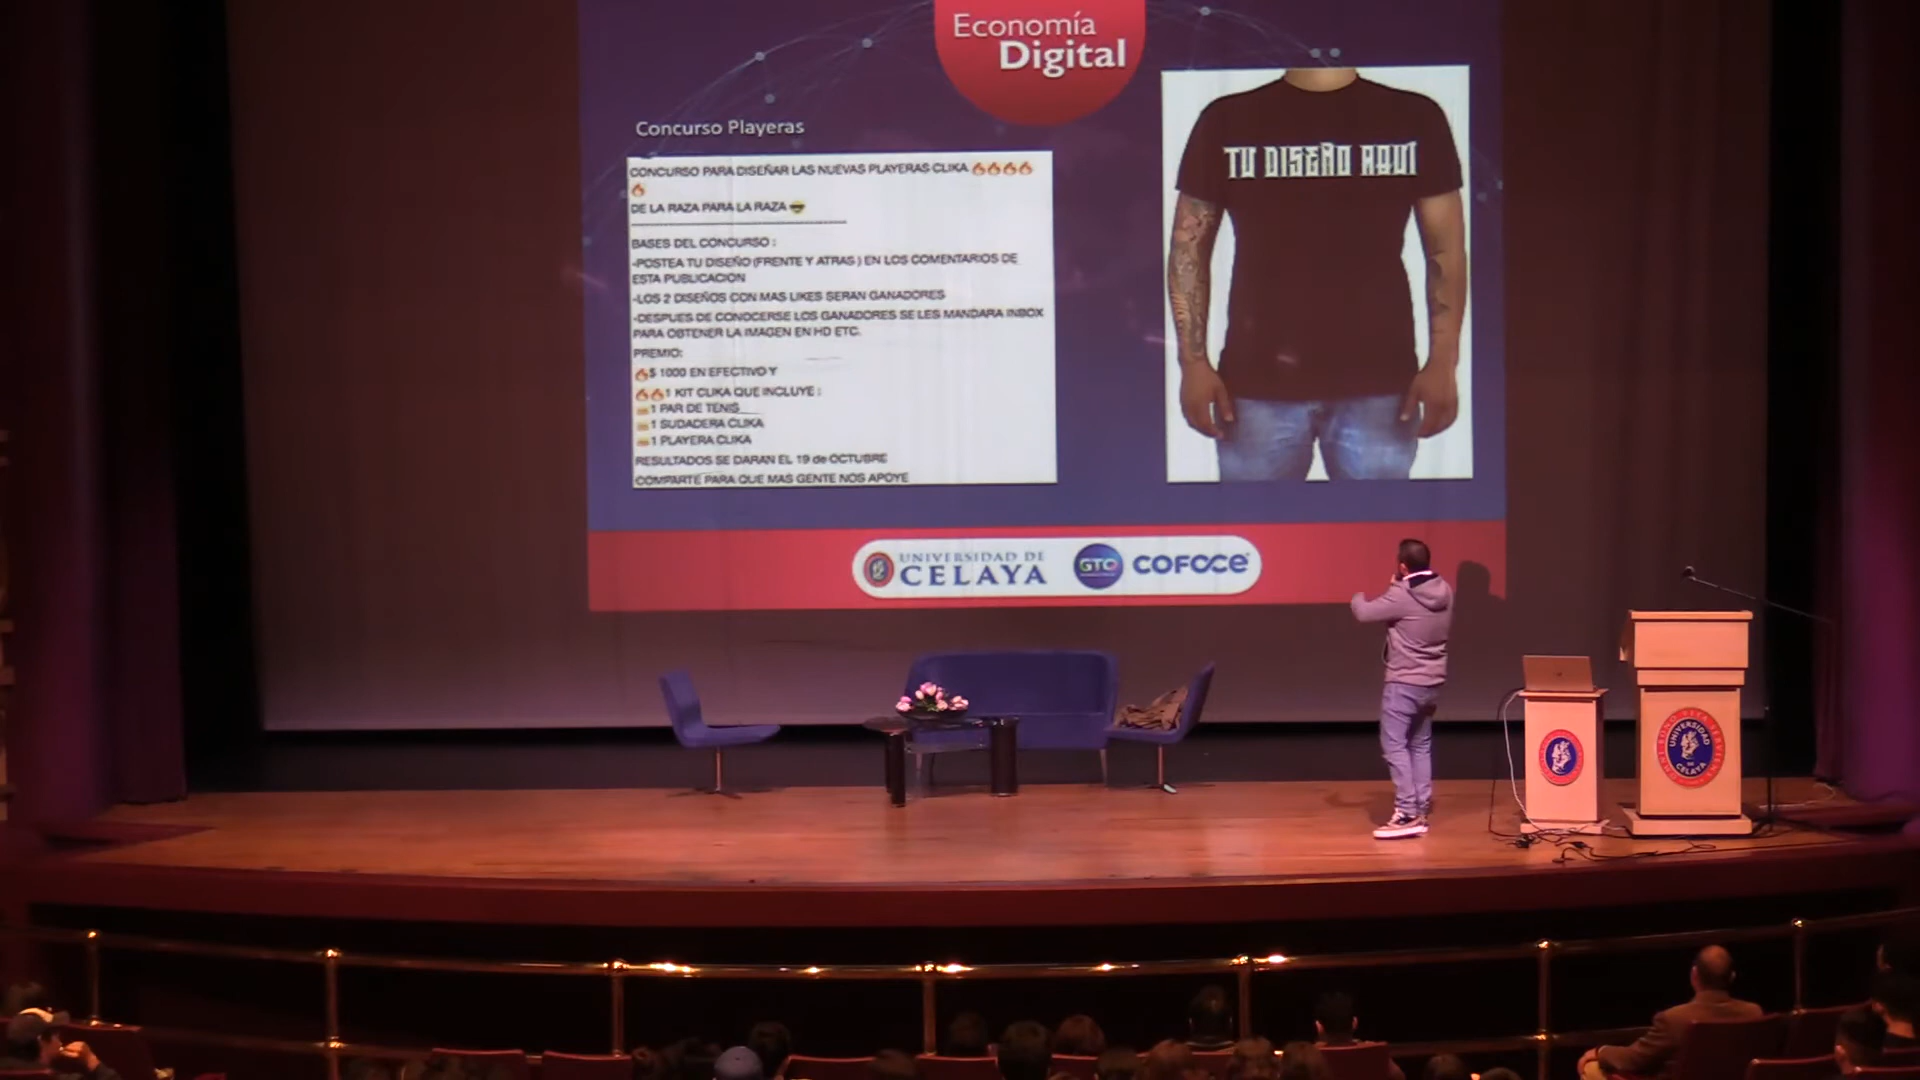 Economía
Digital
Concurso Playeras
CONCURSO PARA DISEÑAR LAS NUEVAS PLAYERAS CLIKA 🔥🔥🔥🔥
🔥
DE LA RAZA PARA LA RAZA 😎
--------------------------------------------------
BASES DEL CONCURSO :
-POSTEA TU DISEÑO (FRENTE Y ATRAS ) EN LOS COMENTARIOS DE
ESTA PUBLICACION
-LOS 2 DISEÑOS CON MAS LIKES SERAN GANADORES
-DESPUES DE CONOCERSE LOS GANADORES SE LES MANDARA INBOX
PARA OBTENER LA IMAGEN EN HD ETC.
PREMIO:
🔥$ 1000 EN EFECTIVO Y
🔥🔥1 KIT CLIKA QUE INCLUYE :
1 PAR DE TENIS
1 SUDADERA CLIKA
1 PLAYERA CLIKA
RESULTADOS SE DARAN EL 19 de OCTUBRE
COMPARTE PARA QUE MAS GENTE NOS APOYE
TU DISEÑO AQUI
UNIVERSIDAD DE
CELAYA
GTO
COFOCE
UNIVERSIDAD
DE
CELAYA